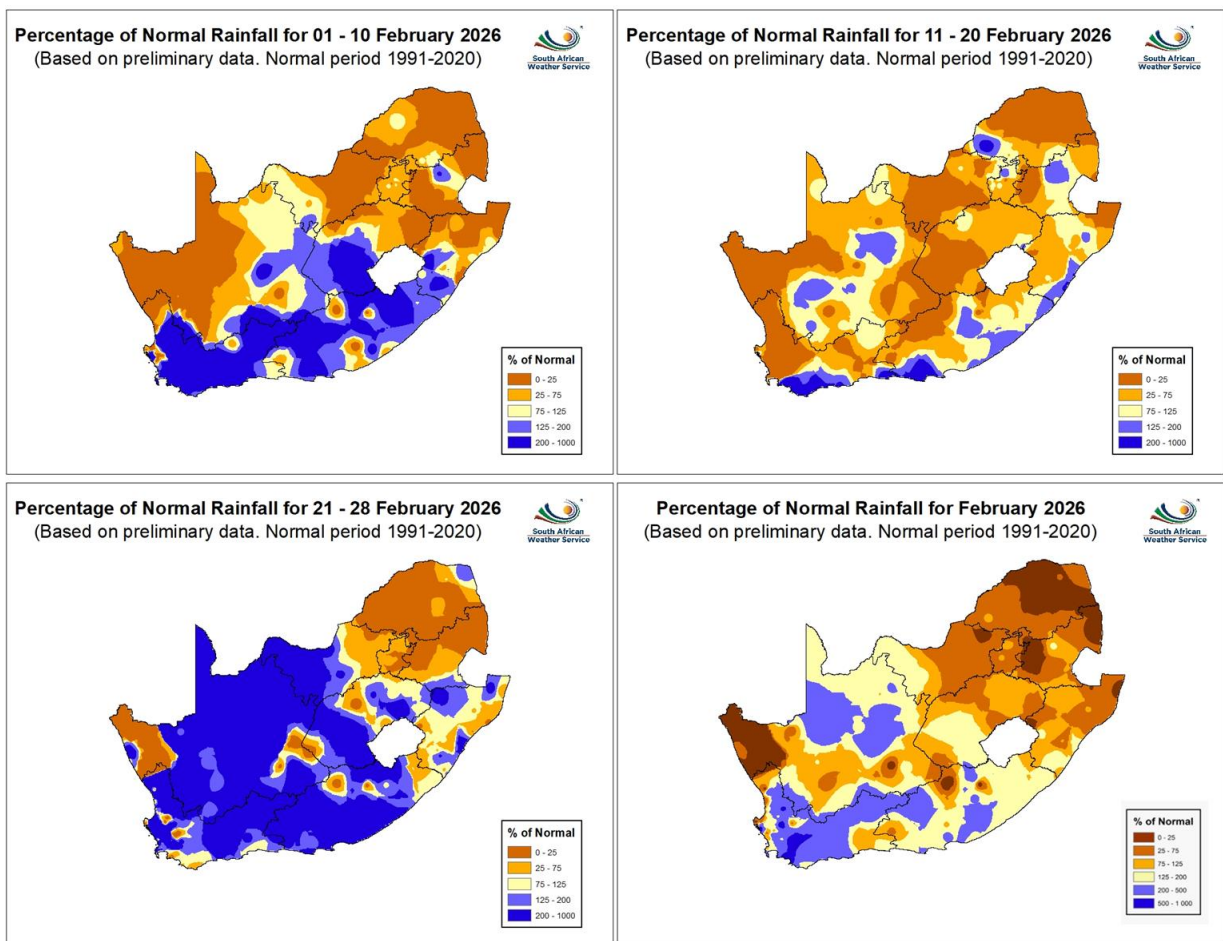 Percentage of Normal Rainfall for 01 - 10 February 2026
(Based on preliminary data. Normal period 1991-2020)
South African
Weather Service
% of Normal
0 - 25
25 - 75
75 - 125
125 - 200
200 - 1000
Percentage of Normal Rainfall for 11 - 20 February 2026
(Based on preliminary data. Normal period 1991-2020)
South African
Weather Service
% of Normal
0 - 25
25 - 75
75 - 125
125 - 200
200 - 1000
Percentage of Normal Rainfall for 21 - 28 February 2026
(Based on preliminary data. Normal period 1991-2020)
South African
Weather Service
% of Normal
0 - 25
25 - 75
75 - 125
125 - 200
200 - 1000
Percentage of Normal Rainfall for February 2026
(Based on preliminary data. Normal period 1991-2020)
South African
Weather Service
% of Normal
0 - 25
25 - 75
75 - 125
125 - 200
200 - 500
500 - 1 000